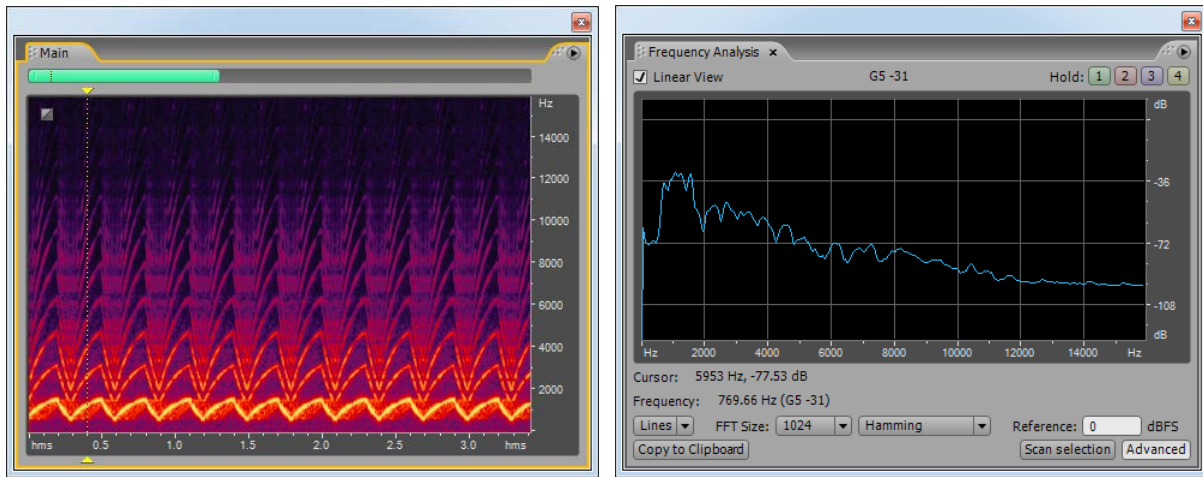 Main
Hz
14000
12000
10000
8000
6000
4000
2000
hms 0.5 1.0 1.5 2.0 2.5 3.0 hms
Frequency Analysis x
Linear View G5 -31 Hold: 1 2 3 4
dB
-36
-72
-108
dB
Hz 2000 4000 6000 8000 10000 12000 14000 Hz
Cursor: 5953 Hz, -77.53 dB
Frequency: 769.66 Hz (G5 -31)
Lines FFT Size: 1024 Hamming Reference: 0 dBFS
Copy to Clipboard Scan selection Advanced